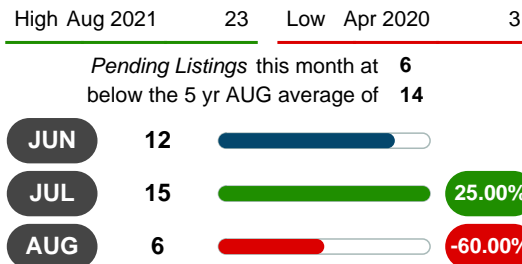 High Aug 2021 23 Low Apr 2020 3
Pending Listings this month at 6
below the 5 yr AUG average of 14
JUN 12
JUL 15 25.00%
AUG 6 -60.00%